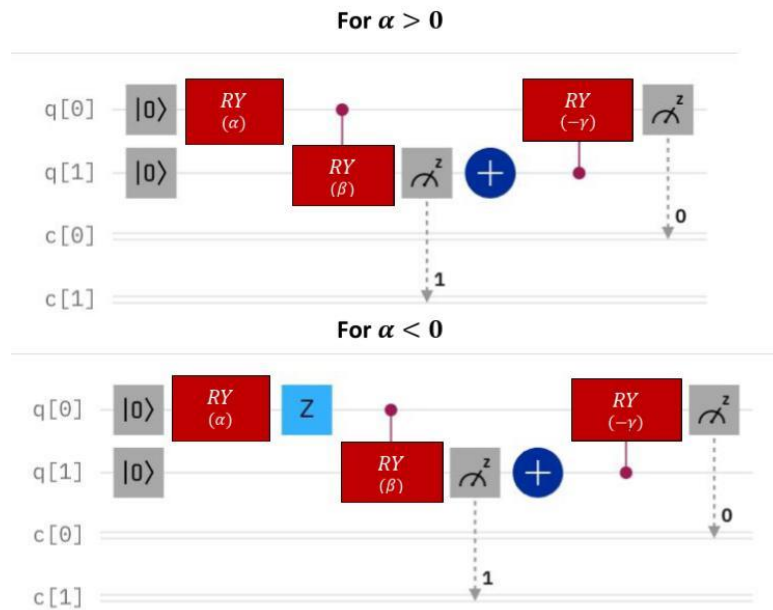 For α > 0
q[0] |0⟩ RY (α) RY (−γ) z
q[1] |0⟩ RY (β) z +
c[0] 0
c[1] 1
For α < 0
q[0] |0⟩ RY (α) Z RY (−γ) z
q[1] |0⟩ RY (β) z +
c[0] 0
c[1] 1